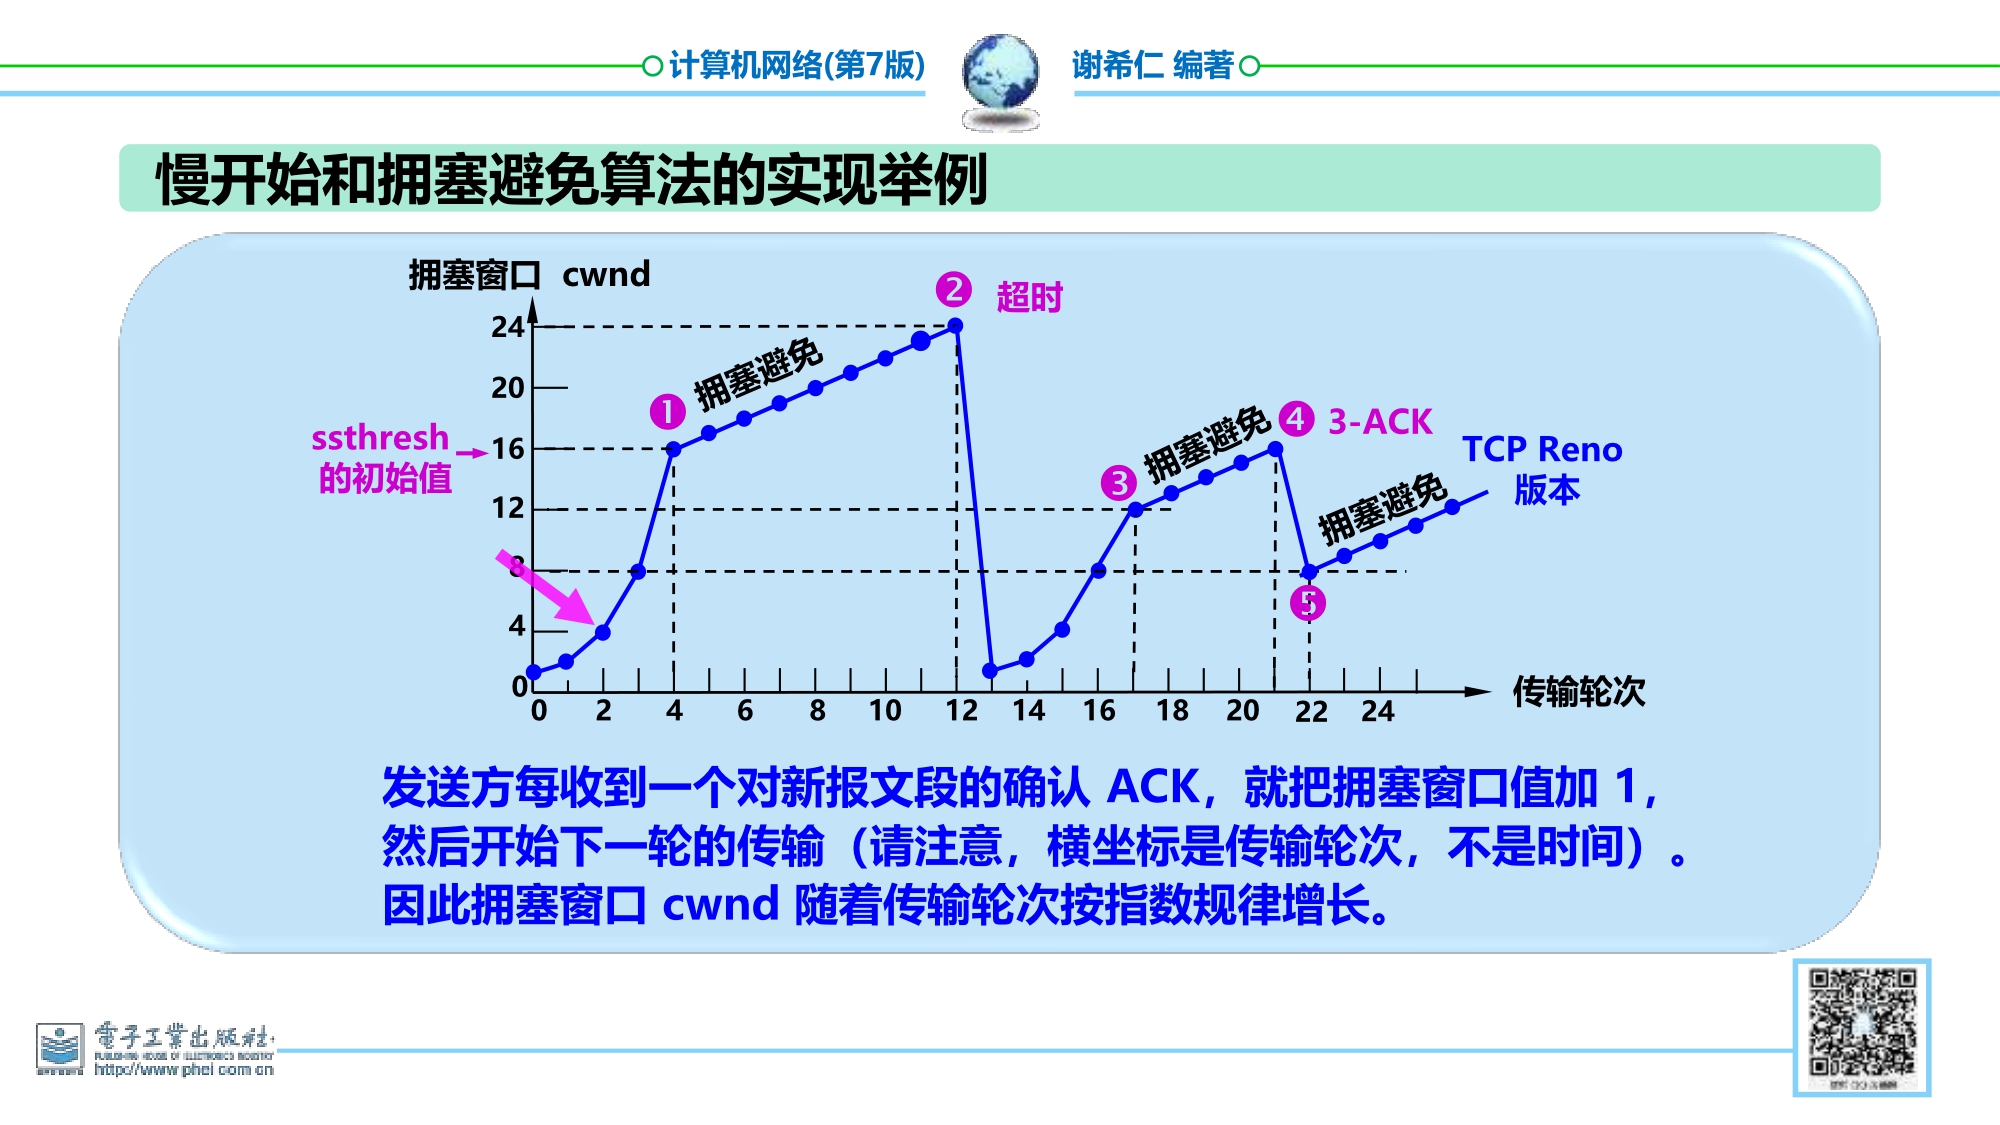 计算机网络(第7版)
谢希仁 编著
慢开始和拥塞避免算法的实现举例
拥塞窗口 cwnd
❷ 超时
24
20
16
12
8
4
0
ssthresh
的初始值
❶
拥塞避免
❸
拥塞避免
❹ 3-ACK
TCP Reno
版本
拥塞避免
❺
0 2 4 6 8 10 12 14 16 18 20 22 24
传输轮次
发送方每收到一个对新报文段的确认 ACK，就把拥塞窗口值加 1，
然后开始下一轮的传输（请注意，横坐标是传输轮次，不是时间）。
因此拥塞窗口 cwnd 随着传输轮次按指数规律增长。
電子工業出版社
PUBLISHING HOUSE OF ELECTRONICS INDUSTRY
http://www.phei.com.cn